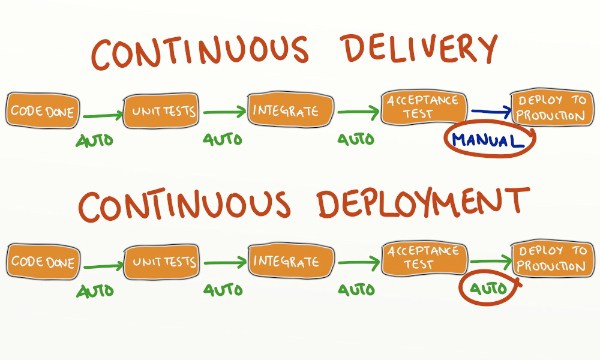 CONTINUOUS DELIVERY
CODE DONE
UNIT TESTS
INTEGRATE
ACCEPTANCE
TEST
DEPLOY TO
PRODUCTION
AUTO
AUTO
AUTO
MANUAL
CONTINUOUS DEPLOYMENT
CODE DONE
UNIT TESTS
INTEGRATE
ACCEPTANCE
TEST
DEPLOY TO
PRODUCTION
AUTO
AUTO
AUTO
AUTO